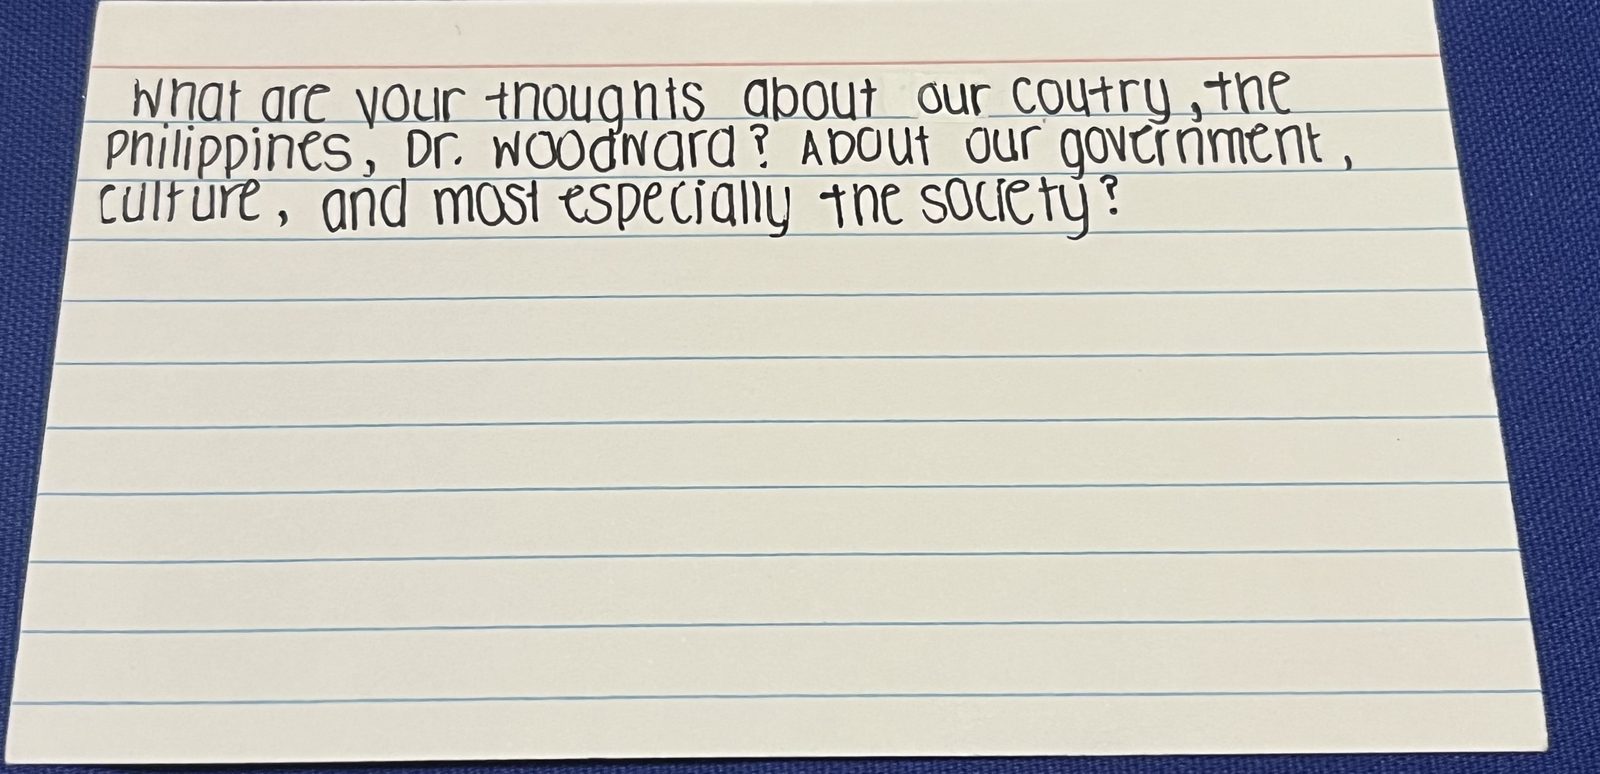 What are your thoughts about our coutry, the
Philippines, Dr. Woodward? About our government,
culture, and most especially the society?